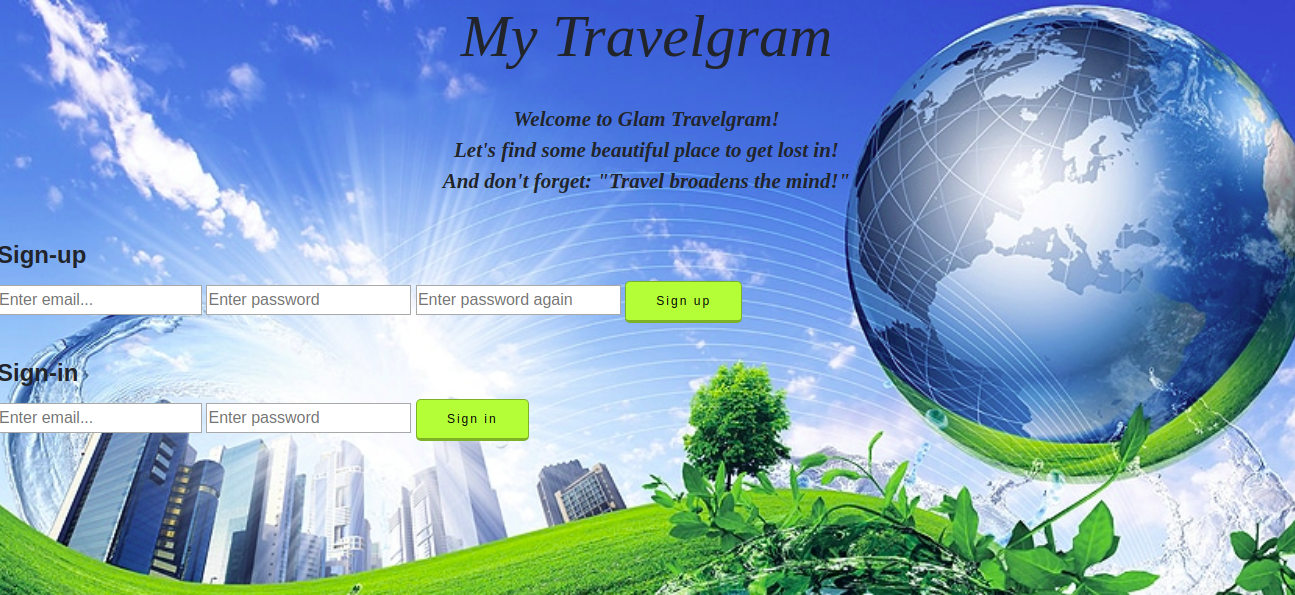 My Travelgram
Welcome to Glam Travelgram!
Let's find some beautiful place to get lost in!
And don't forget: "Travel broadens the mind!"
Sign-up
Enter email... Enter password Enter password again Sign up
Sign-in
Enter email... Enter password Sign in